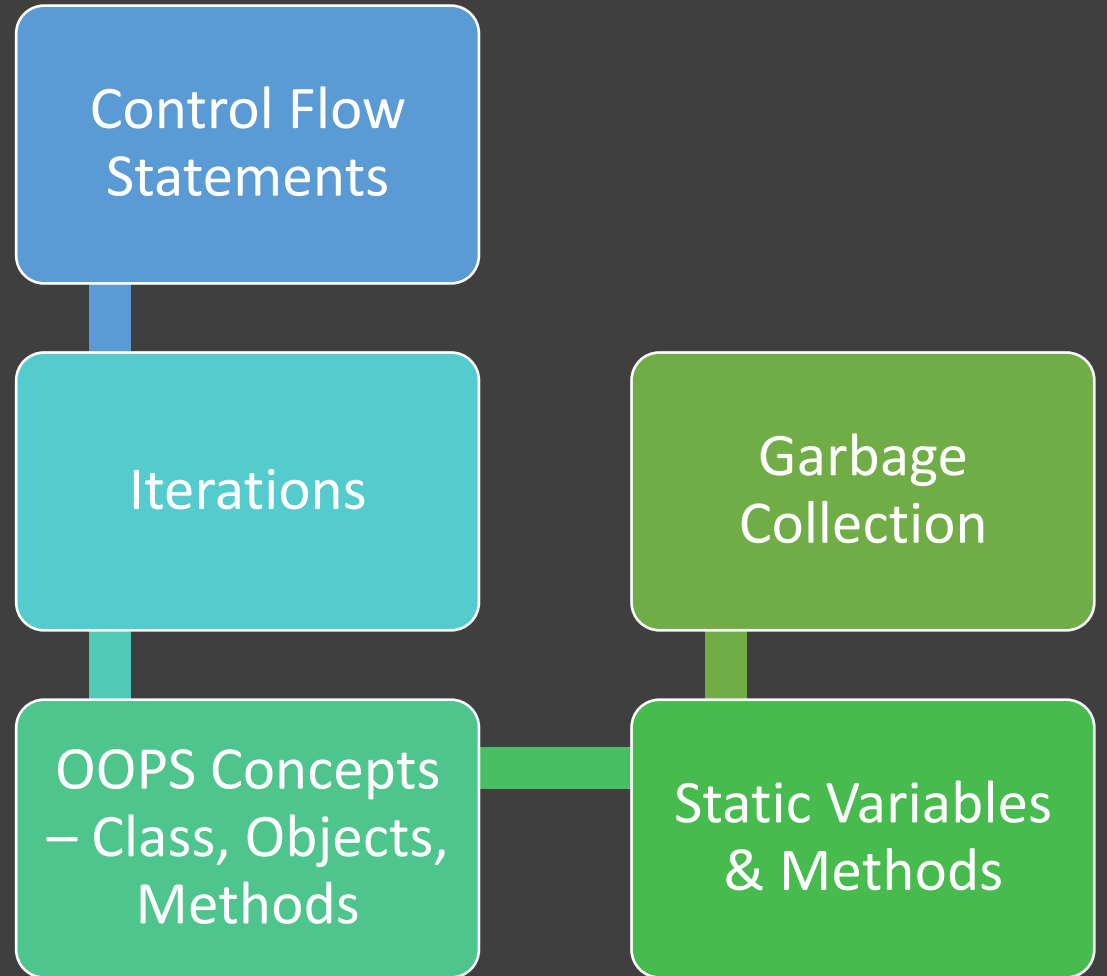 Control Flow
Statements
Iterations
OOPS Concepts
– Class, Objects,
Methods
Static Variables
& Methods
Garbage
Collection